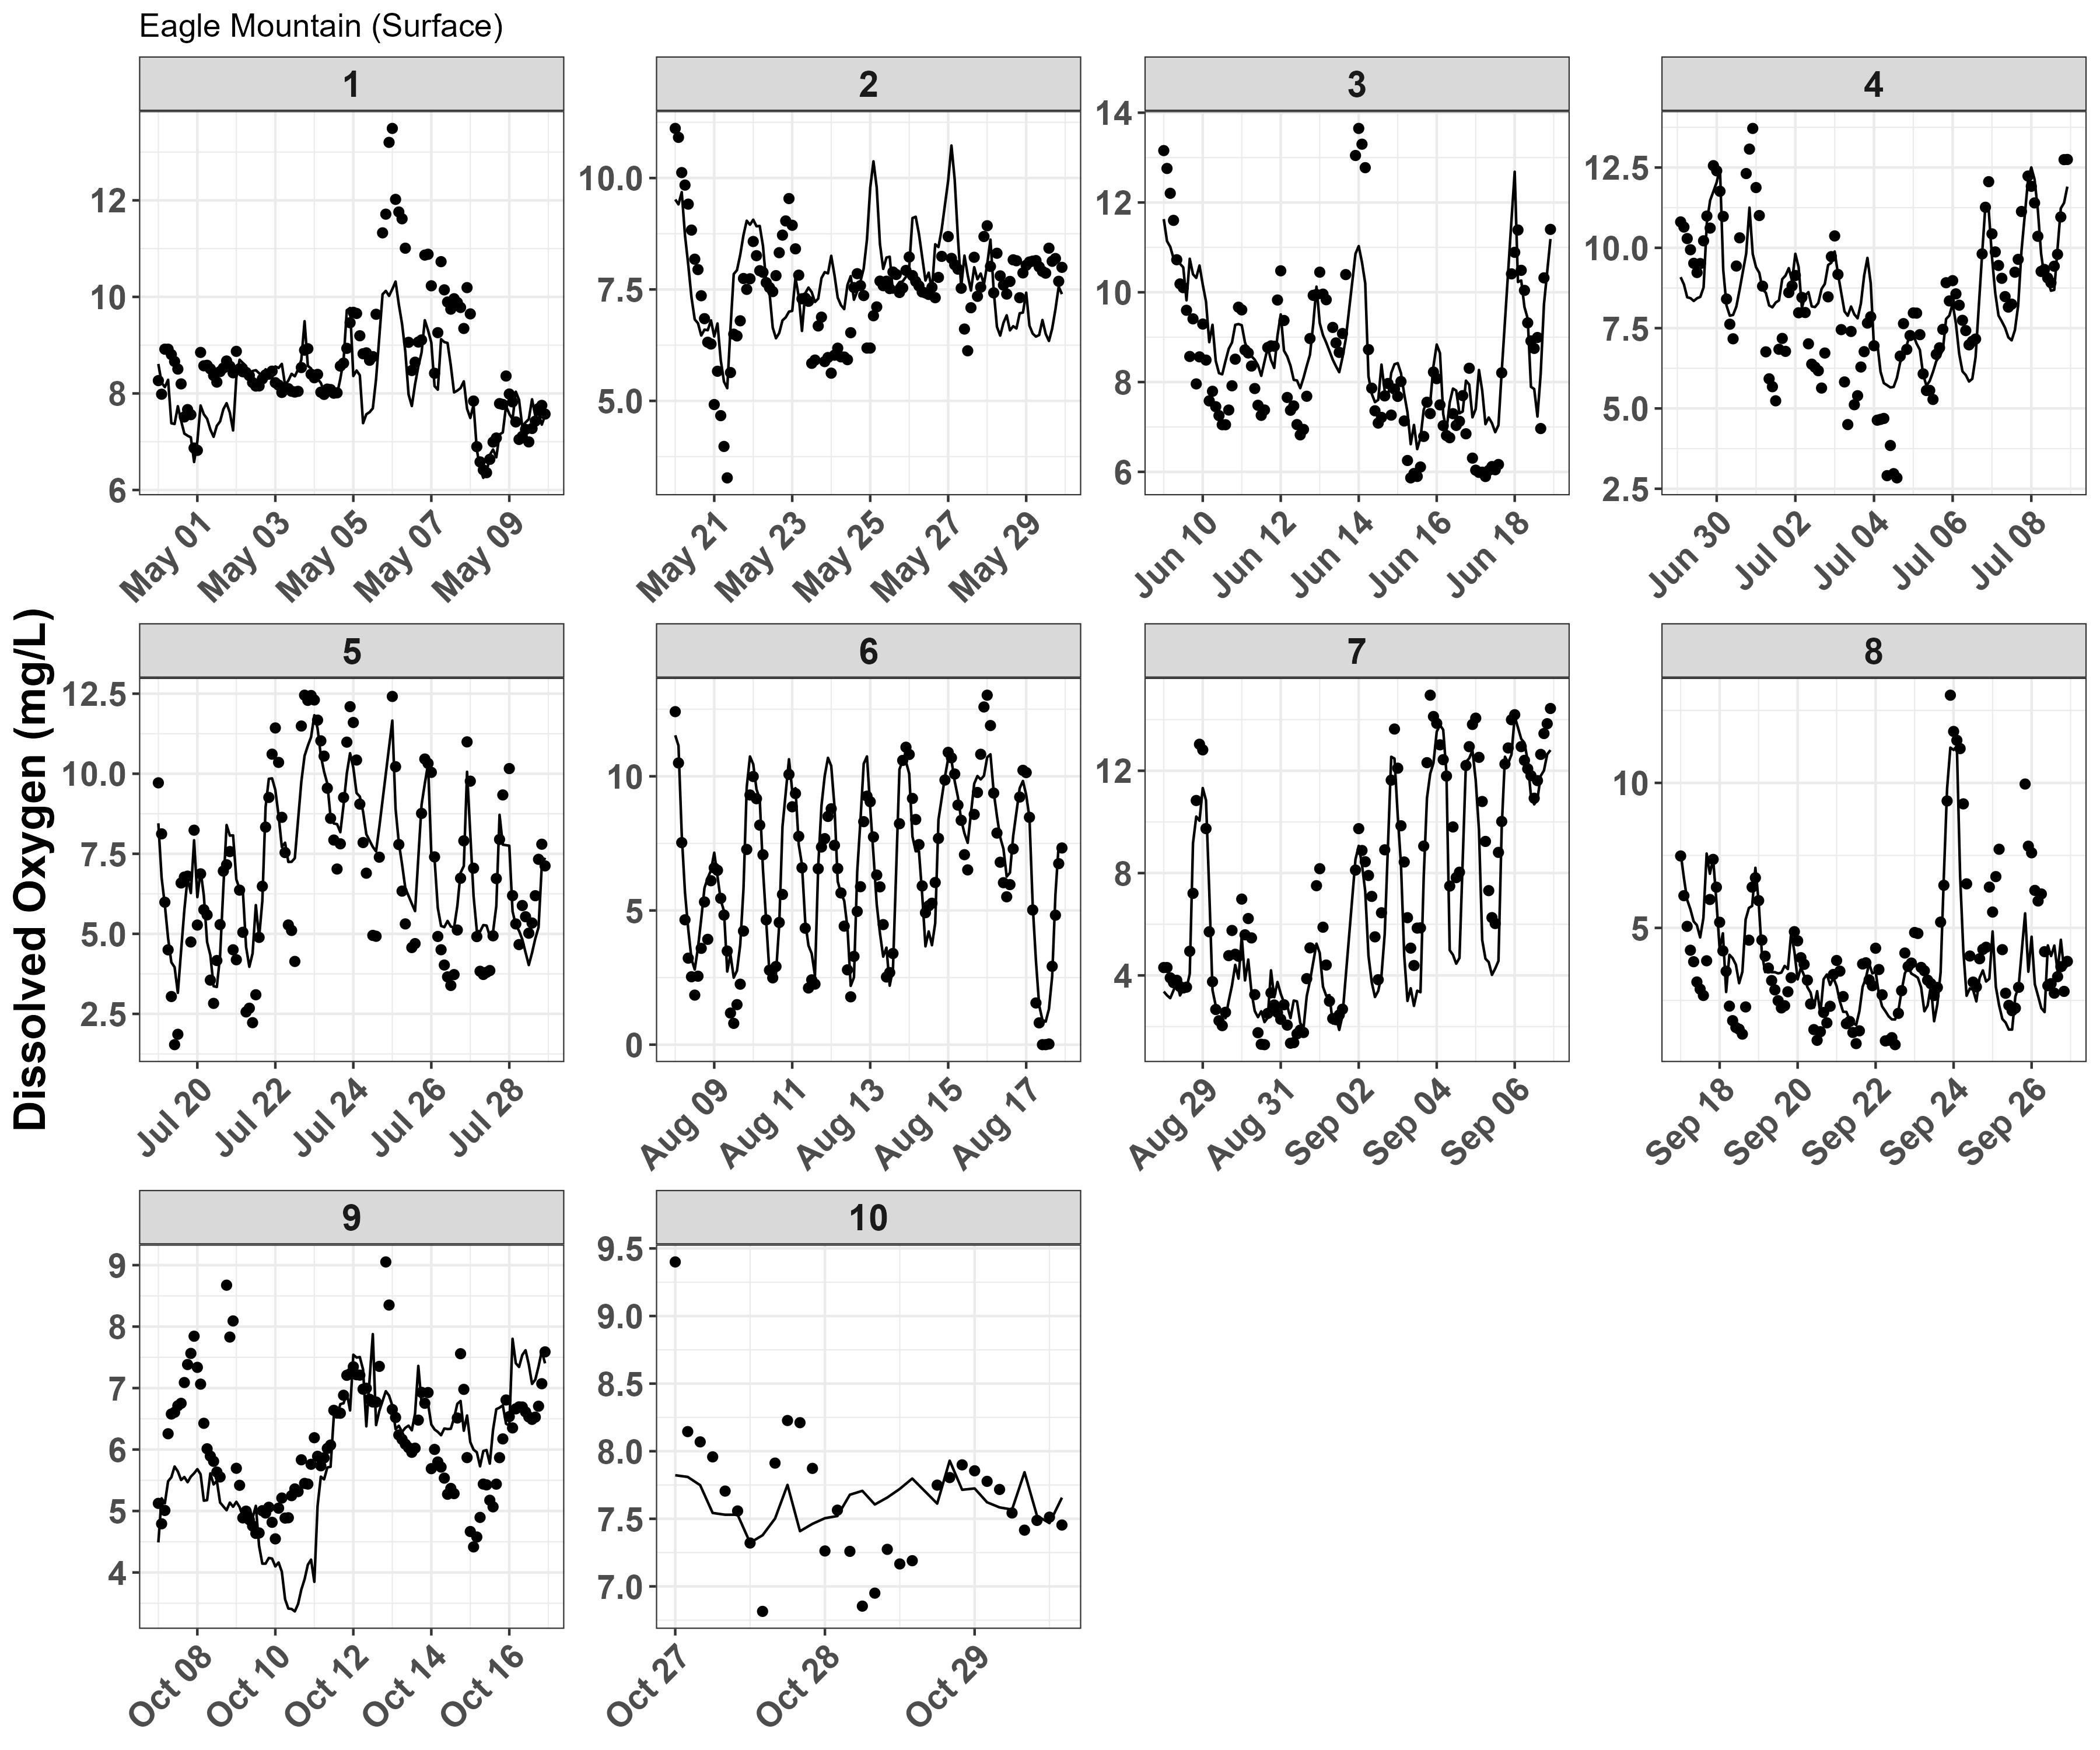 Eagle Mountain (Surface)
1
2
3
4
12
10
8
6
10.0
7.5
5.0
14
12
10
8
6
12.5
10.0
7.5
5.0
2.5
May 01
May 03
May 05
May 07
May 09
May 21
May 23
May 25
May 27
May 29
Jun 10
Jun 12
Jun 14
Jun 16
Jun 18
Jun 30
Jul 02
Jul 04
Jul 06
Jul 08
Dissolved Oxygen (mg/L)
5
6
7
8
12.5
10.0
7.5
5.0
2.5
10
5
0
12
8
4
10
5
Jul 20
Jul 22
Jul 24
Jul 26
Jul 28
Aug 09
Aug 11
Aug 13
Aug 15
Aug 17
Aug 29
Aug 31
Sep 02
Sep 04
Sep 06
Sep 18
Sep 20
Sep 22
Sep 24
Sep 26
9
10
9
8
7
6
5
4
9.5
9.0
8.5
8.0
7.5
7.0
Oct 08
Oct 10
Oct 12
Oct 14
Oct 16
Oct 27
Oct 28
Oct 29